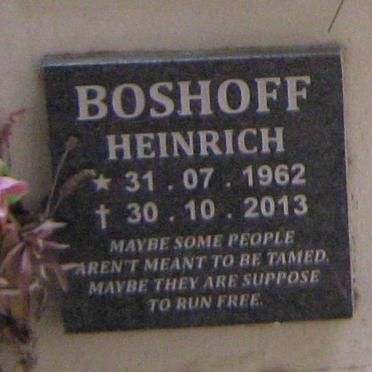 BOSHOFF
HEINRICH
★ 31 . 07 . 1962
† 30 . 10 . 2013
MAYBE SOME PEOPLE
AREN'T MEANT TO BE TAMED.
MAYBE THEY ARE SUPPOSE
TO RUN FREE.